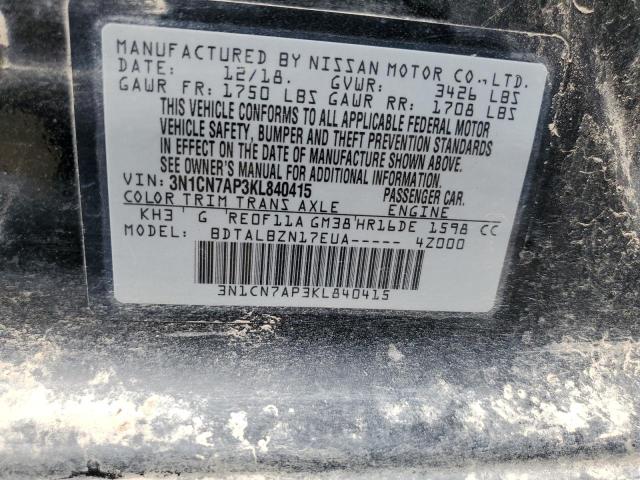 MANUFACTURED BY NISSAN MOTOR CO.,LTD.
DATE: 12/18. GVWR: 3426 LBS
GAWR FR: 1750 LBS GAWR RR: 1708 LBS
THIS VEHICLE CONFORMS TO ALL APPLICABLE FEDERAL MOTOR
VEHICLE SAFETY, BUMPER AND THEFT PREVENTION STANDARDS
IN EFFECT ON THE DATE OF MANUFACTURE SHOWN ABOVE.
SEE OWNER'S MANUAL FOR ADDITIONAL INFORMATION.
VIN: 3N1CN7AP3KL840415 PASSENGER CAR.
COLOR TRIM TRANS AXLE ENGINE
KH3 G RE0F11A GM38 HR16DE 1598 CC
MODEL: BDTALBZN17EUA----- 4Z000
3N1CN7AP3KL840415